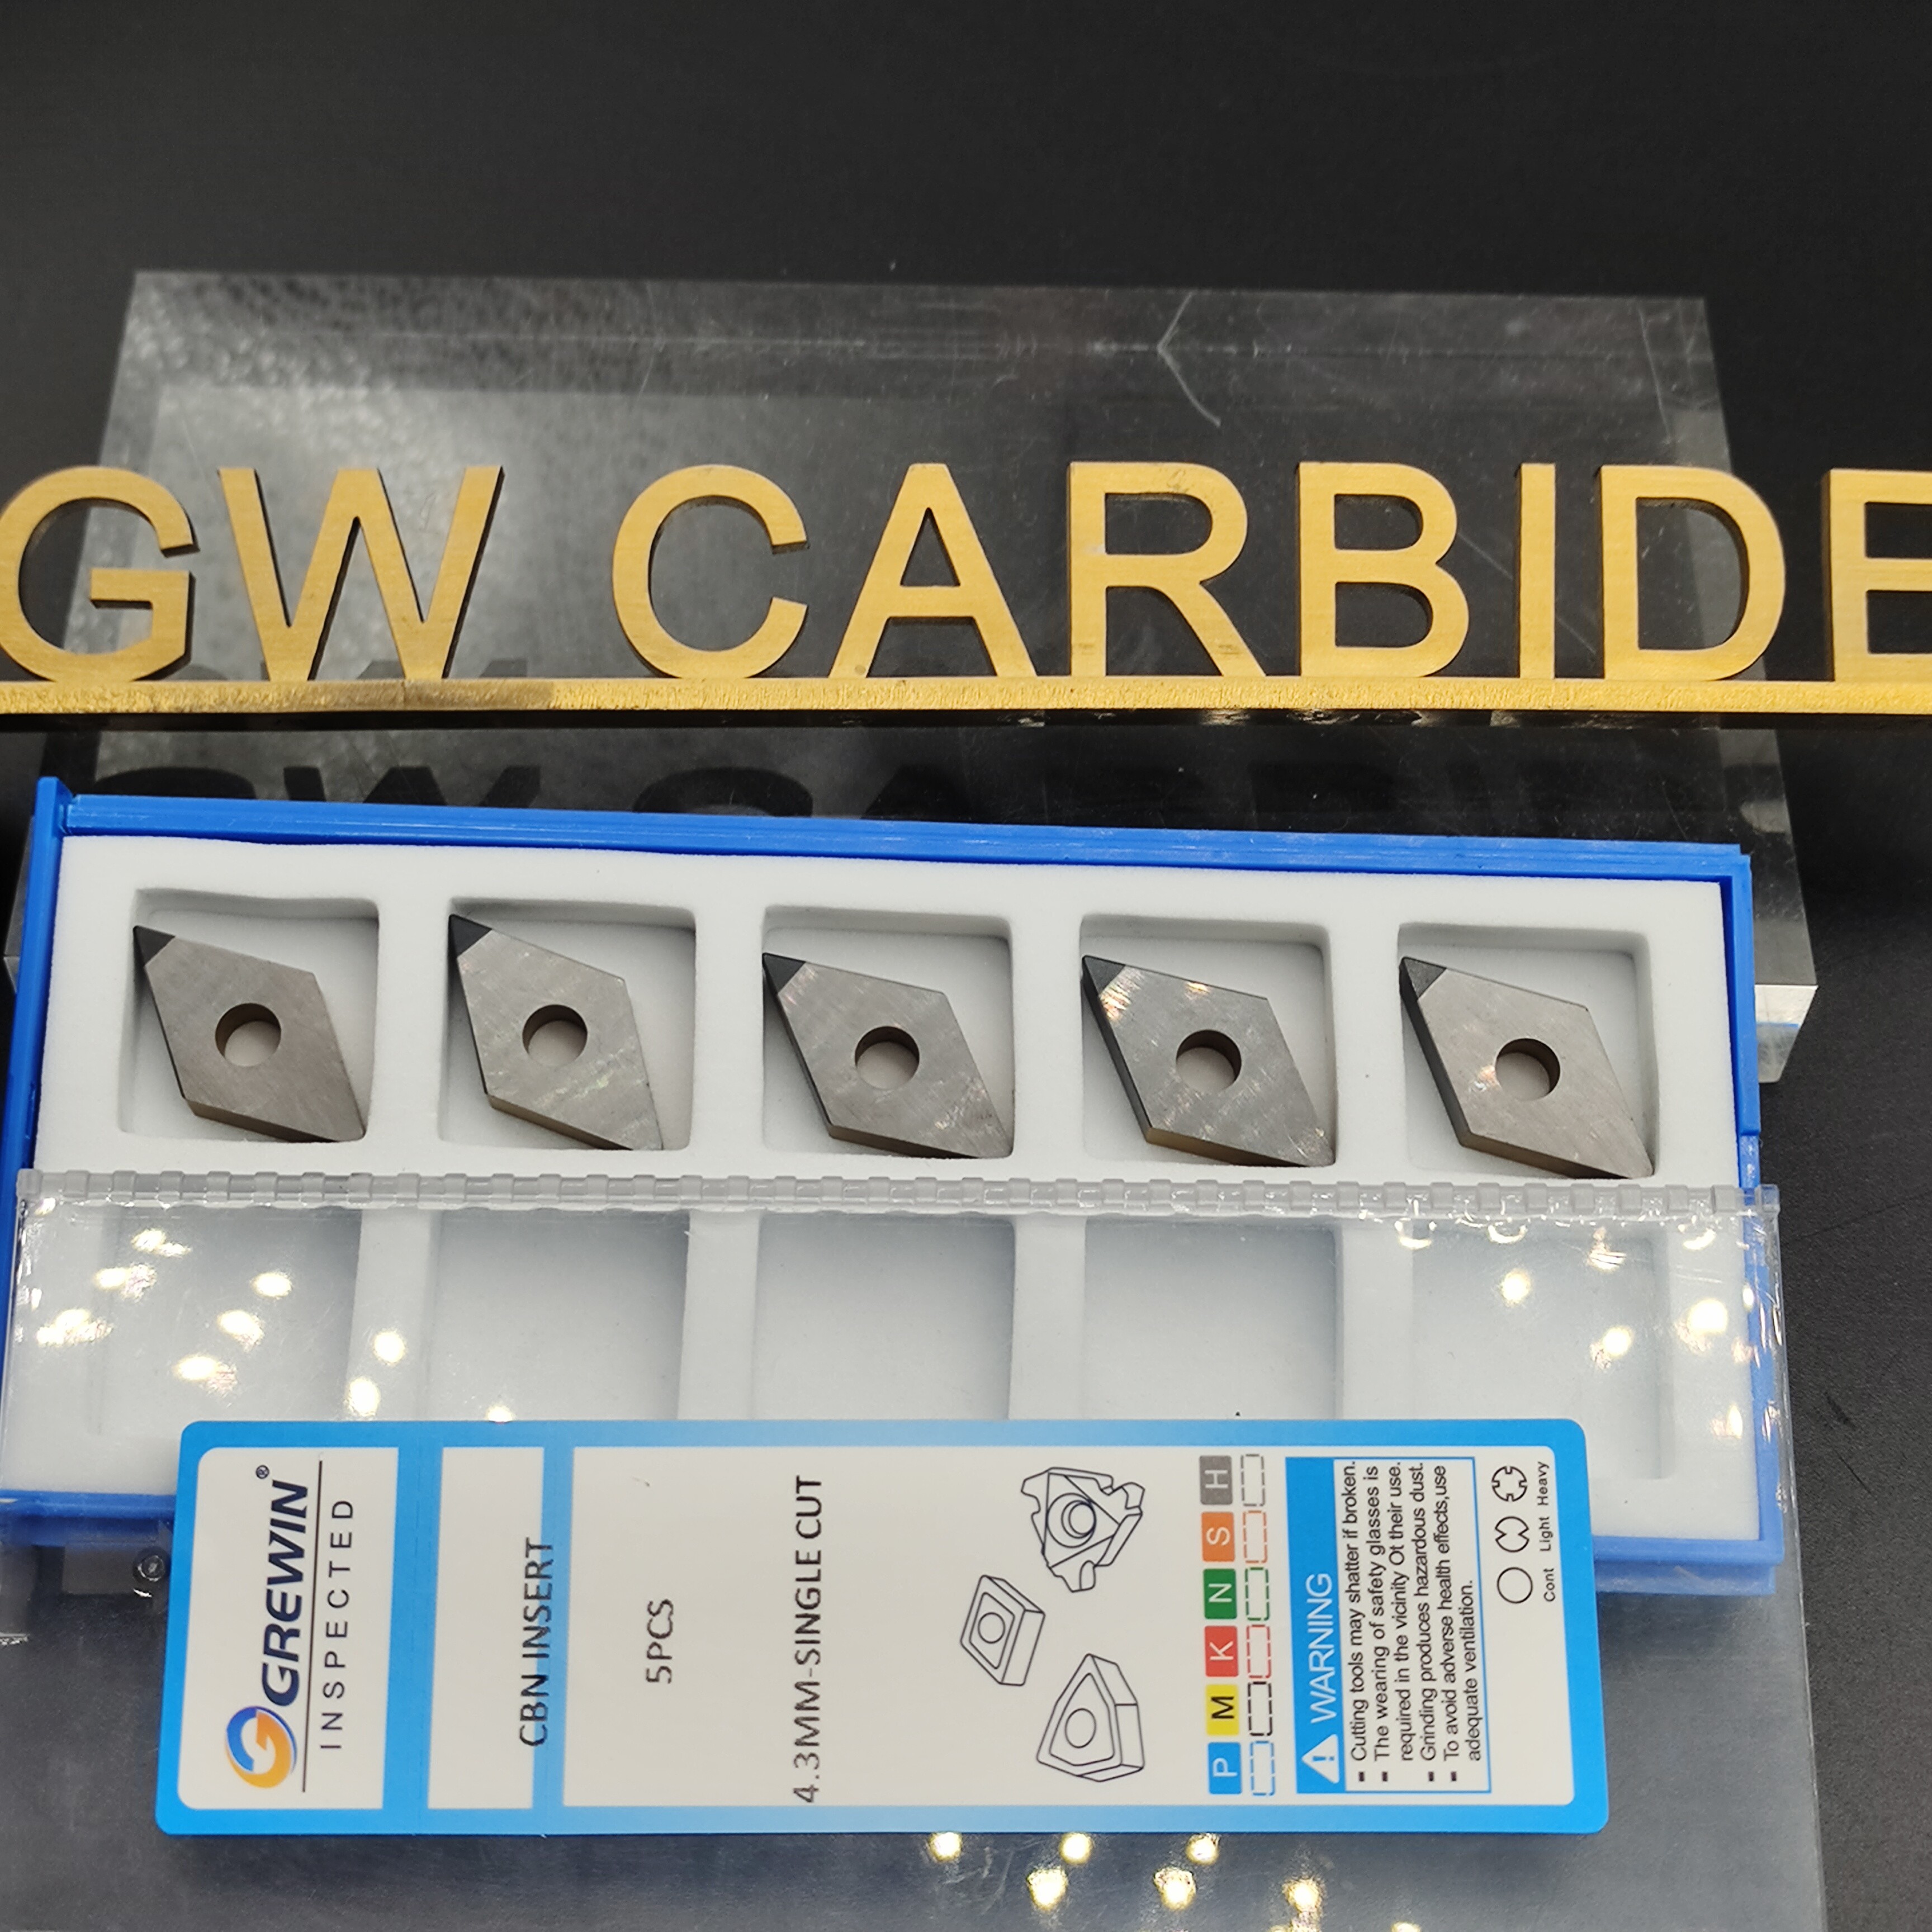 GW CARBIDE
GREWIN®
INSPECTED
CBN INSERT
5PCS
4.3MM-SINGLE CUT
P M K N S H
WARNING
▪ Cutting tools may shatter if broken.
▪ The wearing of safety glasses is
required in the vicinity Ot their use.
▪ Grinding produces hazardous dust.
▪ To avoid adverse health effects,use
adequate ventilation.
Cont Light Heavy